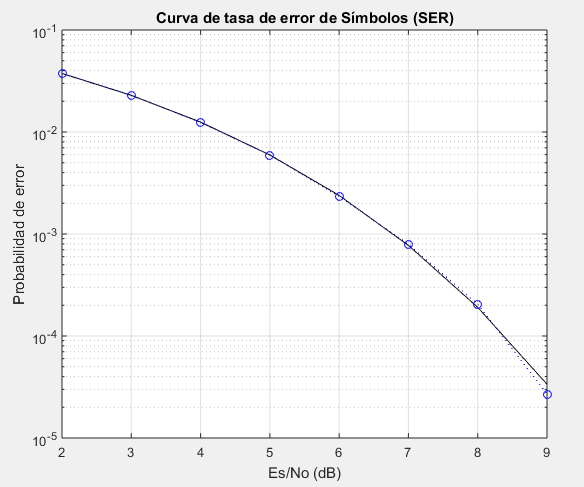 Curva de tasa de error de Símbolos (SER)
10^-1
10^-2
10^-3
10^-4
10^-5
Probabilidad de error
2 3 4 5 6 7 8 9
Es/No (dB)